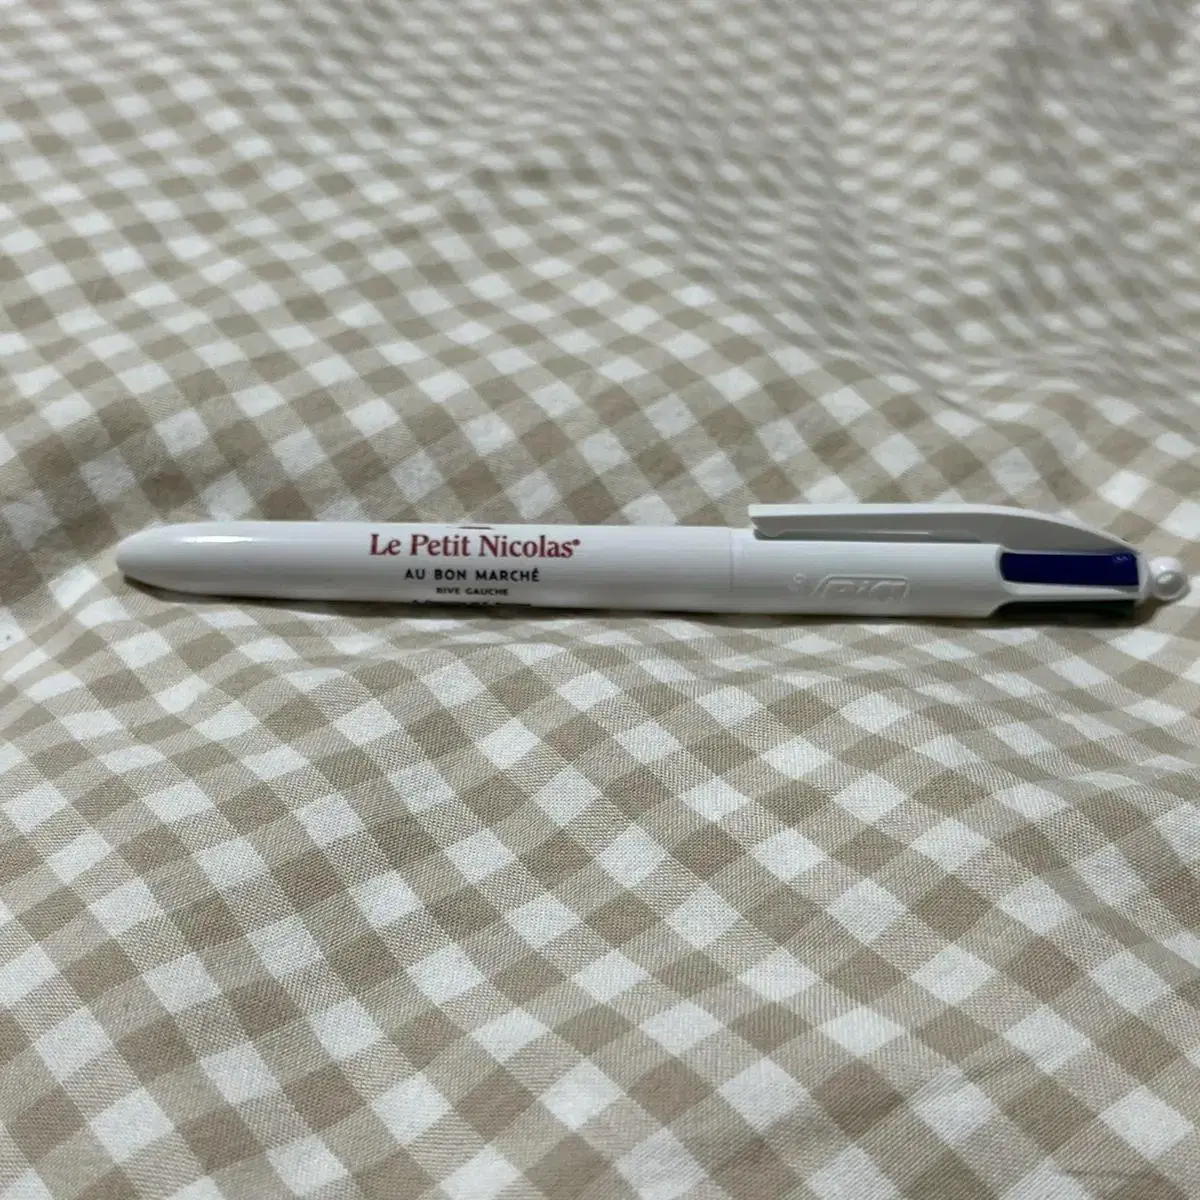 Le Petit Nicolas
AU BON MARCHÉ
RIVE GAUCHE
BIC